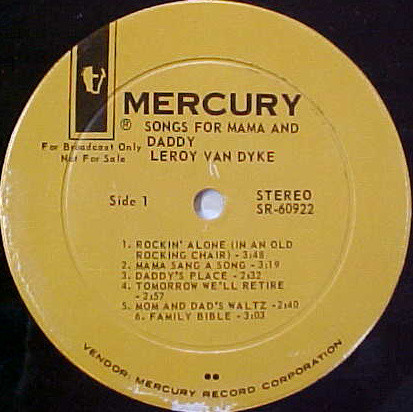 MERCURY
® SONGS FOR MAMA AND
DADDY
For Broadcast Only
Not For Sale
LEROY VAN DYKE
Side 1
STEREO
SR-60922
1. ROCKIN' ALONE (IN AN OLD
ROCKING CHAIR) - 3:48
2. MAMA SANG A SONG - 3:19
3. DADDY'S PLACE - 2:32
4. TOMORROW WE'LL RETIRE
- 2:57
5. MOM AND DAD'S WALTZ - 2:40
6. FAMILY BIBLE - 3:03
VENDOR: MERCURY RECORD CORPORATION